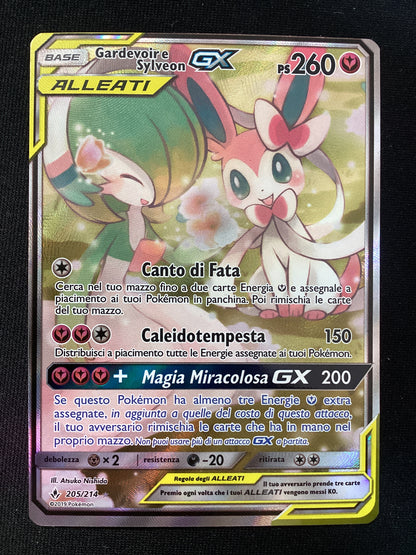 BASE
Gardevoir e
Sylveon GX
PS260
ALLEATI
Canto di Fata
Cerca nel tuo mazzo fino a due carte Energia e assegnale a
piacimento ai tuoi Pokémon in panchina. Poi rimischia le carte
del tuo mazzo.
Caleidotempesta 150
Distribuisci a piacimento tutte le Energie assegnate ai tuoi Pokémon.
+ Magia Miracolosa GX 200
Se questo Pokémon ha almeno tre Energie extra
assegnate, in aggiunta a quelle del costo di questo attacco,
il tuo avversario rimischia le carte che ha in mano nel
proprio mazzo. Non puoi usare più di un attacco GX a partita.
debolezza ×2 resistenza -20 ritirata
Ill. Atsuko Nishida
Regola degli ALLEATI
Il tuo avversario prende tre carte
Premio ogni volta che i tuoi ALLEATI vengono messi KO.
205/214
©2019 Pokémon